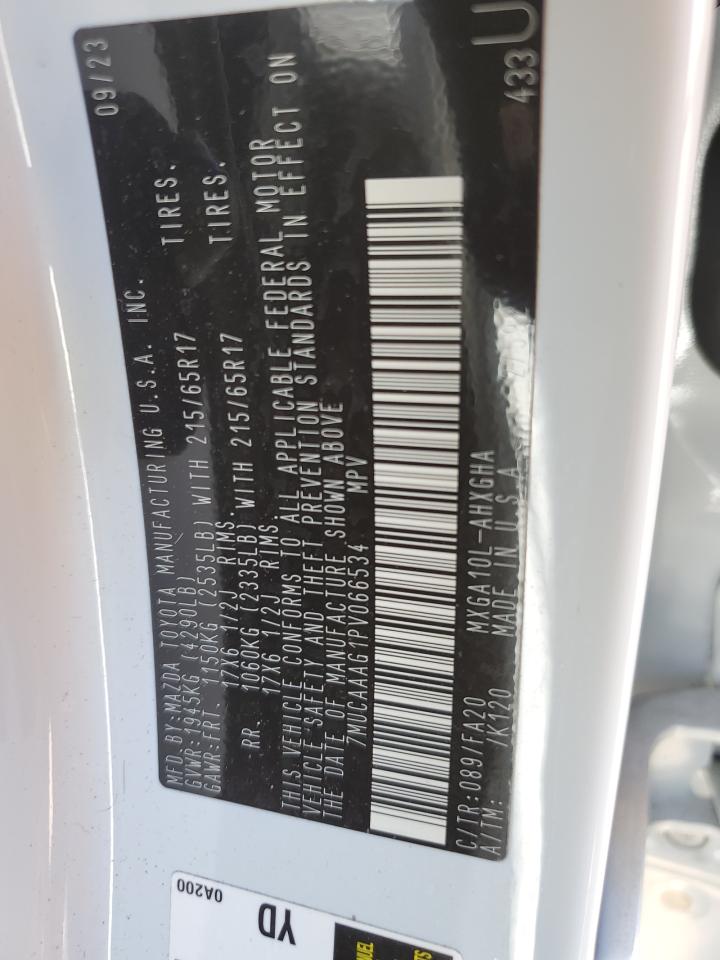 MFD.BY:MAZDA TOYOTA MANUFACTURING U.S.A. INC. 09/23
GVWR:1945KG (4290LB)
GAWR:FRT. 1150KG (2535LB) WITH 215/65R17 TIRES.
17X6 1/2J RIMS.
RR. 1060KG (2335LB) WITH 215/65R17 TIRES.
17X6 1/2J RIMS.
THIS VEHICLE CONFORMS TO ALL APPLICABLE FEDERAL MOTOR
VEHICLE SAFETY AND THEFT PREVENTION STANDARDS IN EFFECT ON
THE DATE OF MANUFACTURE SHOWN ABOVE
7MUCAAAG1PV066534 MPV
C/TR:089/FA20 MXGA10L-AHXGHA
A/TM: /K120 MADE IN U.S.A. 433U
0A200
YD